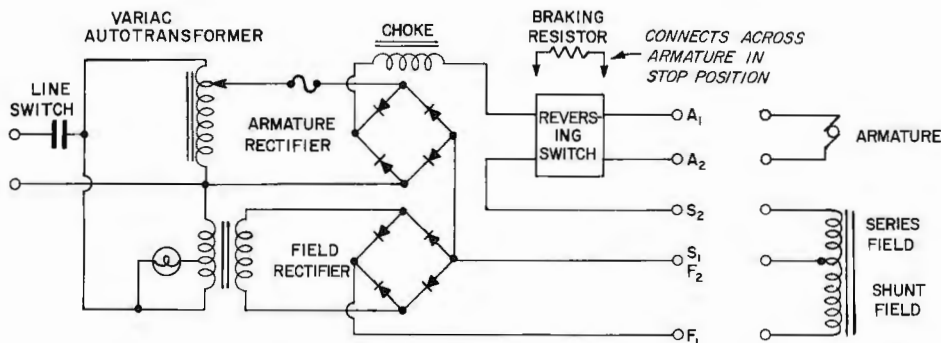 VARIAC
AUTOTRANSFORMER
LINE
SWITCH
CHOKE
ARMATURE
RECTIFIER
BRAKING
RESISTOR
CONNECTS ACROSS
ARMATURE IN
STOP POSITION
REVERS-
ING
SWITCH
A1
A2
S2
S1
F2
F1
ARMATURE
SERIES
FIELD
SHUNT
FIELD
FIELD
RECTIFIER